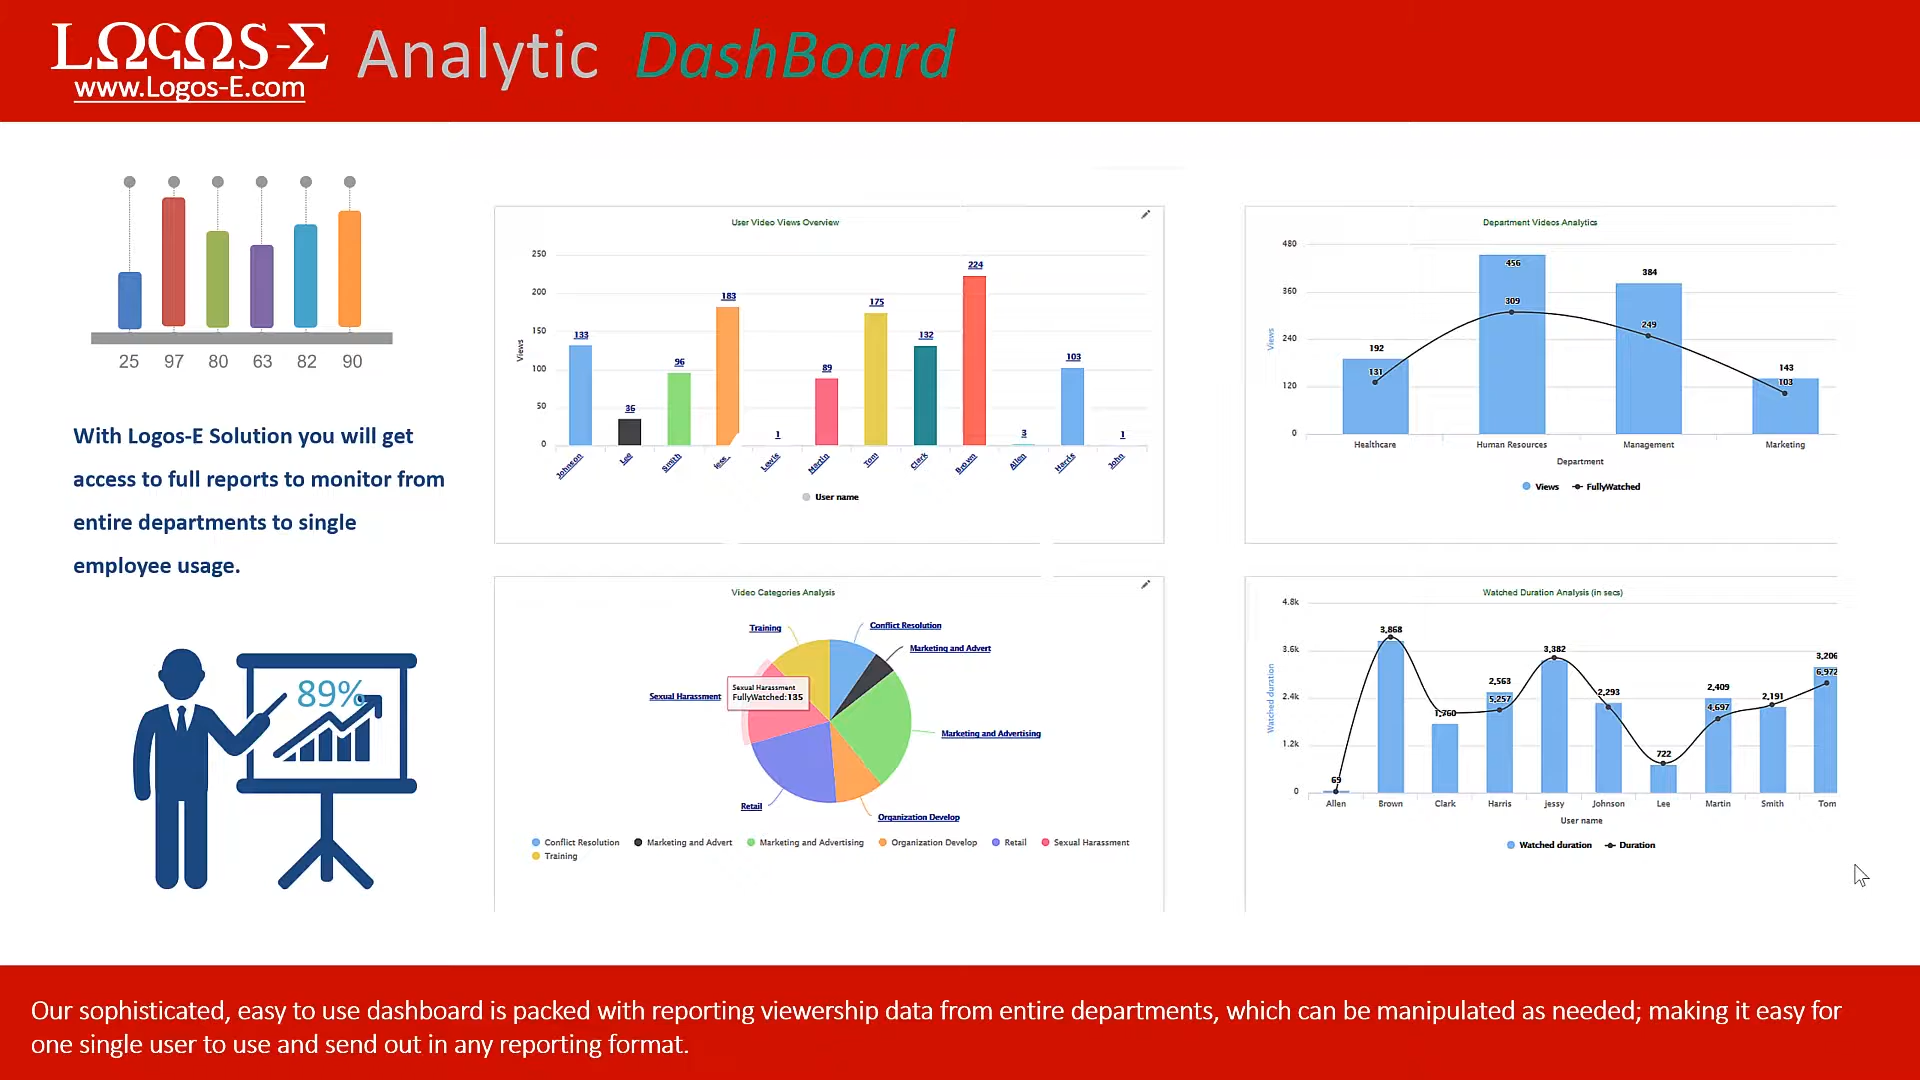 LΩGΩS-Σ Analytic DashBoard
www.Logos-E.com
25 97 80 63 82 90
With Logos-E Solution you will get
access to full reports to monitor from
entire departments to single
employee usage.
89%
User Video Views Overview
Views
250
200
150
100
50
0
133 36 96 183 1 89 175 132 224 3 103 1
Johnson Lee Smith Jess... Lewis Martin Tom Clark Brown Allen Harris John
User name
Department Videos Analytics
Views
480
360
240
120
0
192 456 384 143
131 309 249 103
Healthcare Human Resources Management Marketing
Department
Views FullyWatched
Video Categories Analysis
Training
Conflict Resolution
Marketing and Advert
Sexual Harassment
Sexual Harassment
FullyWatched:135
Marketing and Advertising
Retail
Organization Develop
Conflict Resolution Marketing and Advert Marketing and Advertising Organization Develop Retail Sexual Harassment
Training
Watched Duration Analysis (in secs)
Watched duration
4.8k
3.6k
2.4k
1.2k
0
69 3,868 1,760 2,563 3,382 2,293 722 2,409 2,191 3,206
5,257 4,697 6,972
Allen Brown Clark Harris Jessy Johnson Lee Martin Smith Tom
User name
Watched duration Duration
Our sophisticated, easy to use dashboard is packed with reporting viewership data from entire departments, which can be manipulated as needed; making it easy for
one single user to use and send out in any reporting format.